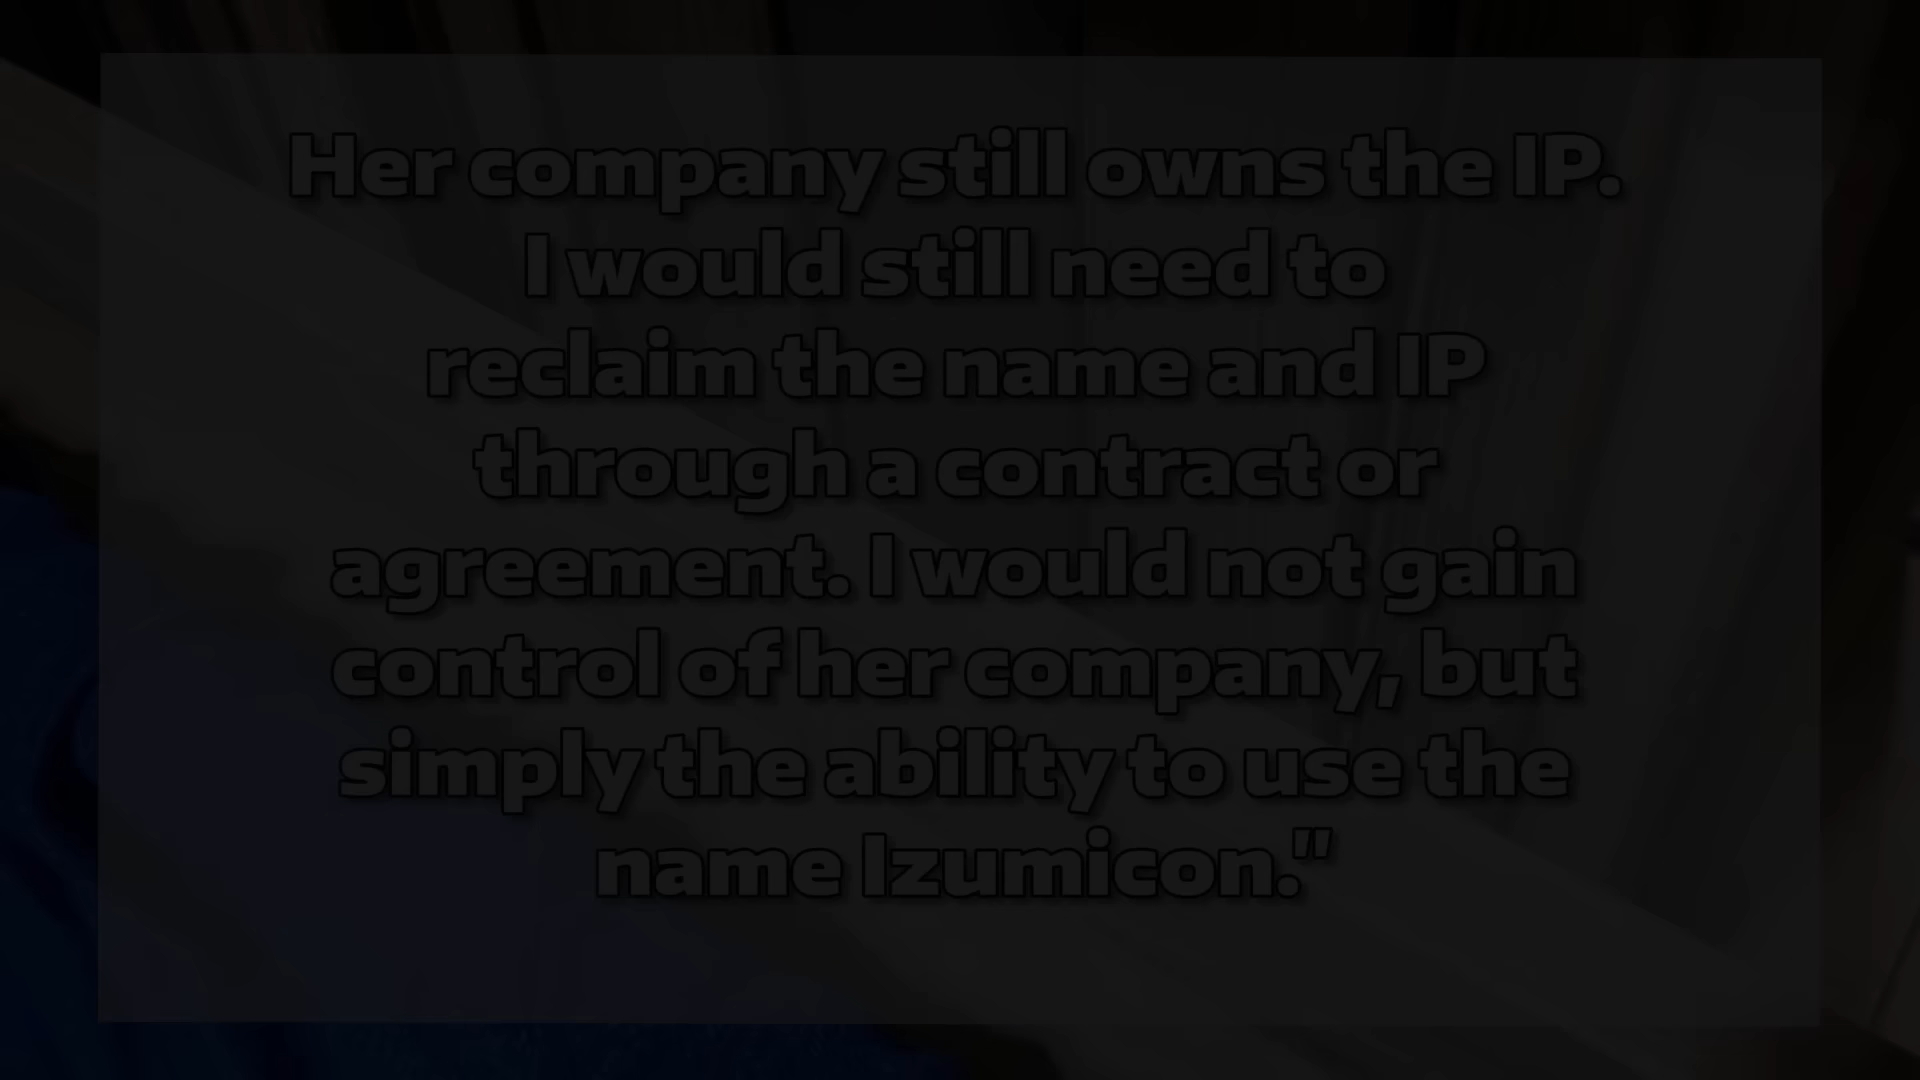 Her company still owns the IP.
I would still need to
reclaim the name and IP
through a contract or
agreement. I would not gain
control of her company, but
simply the ability to use the
name Izumicon."